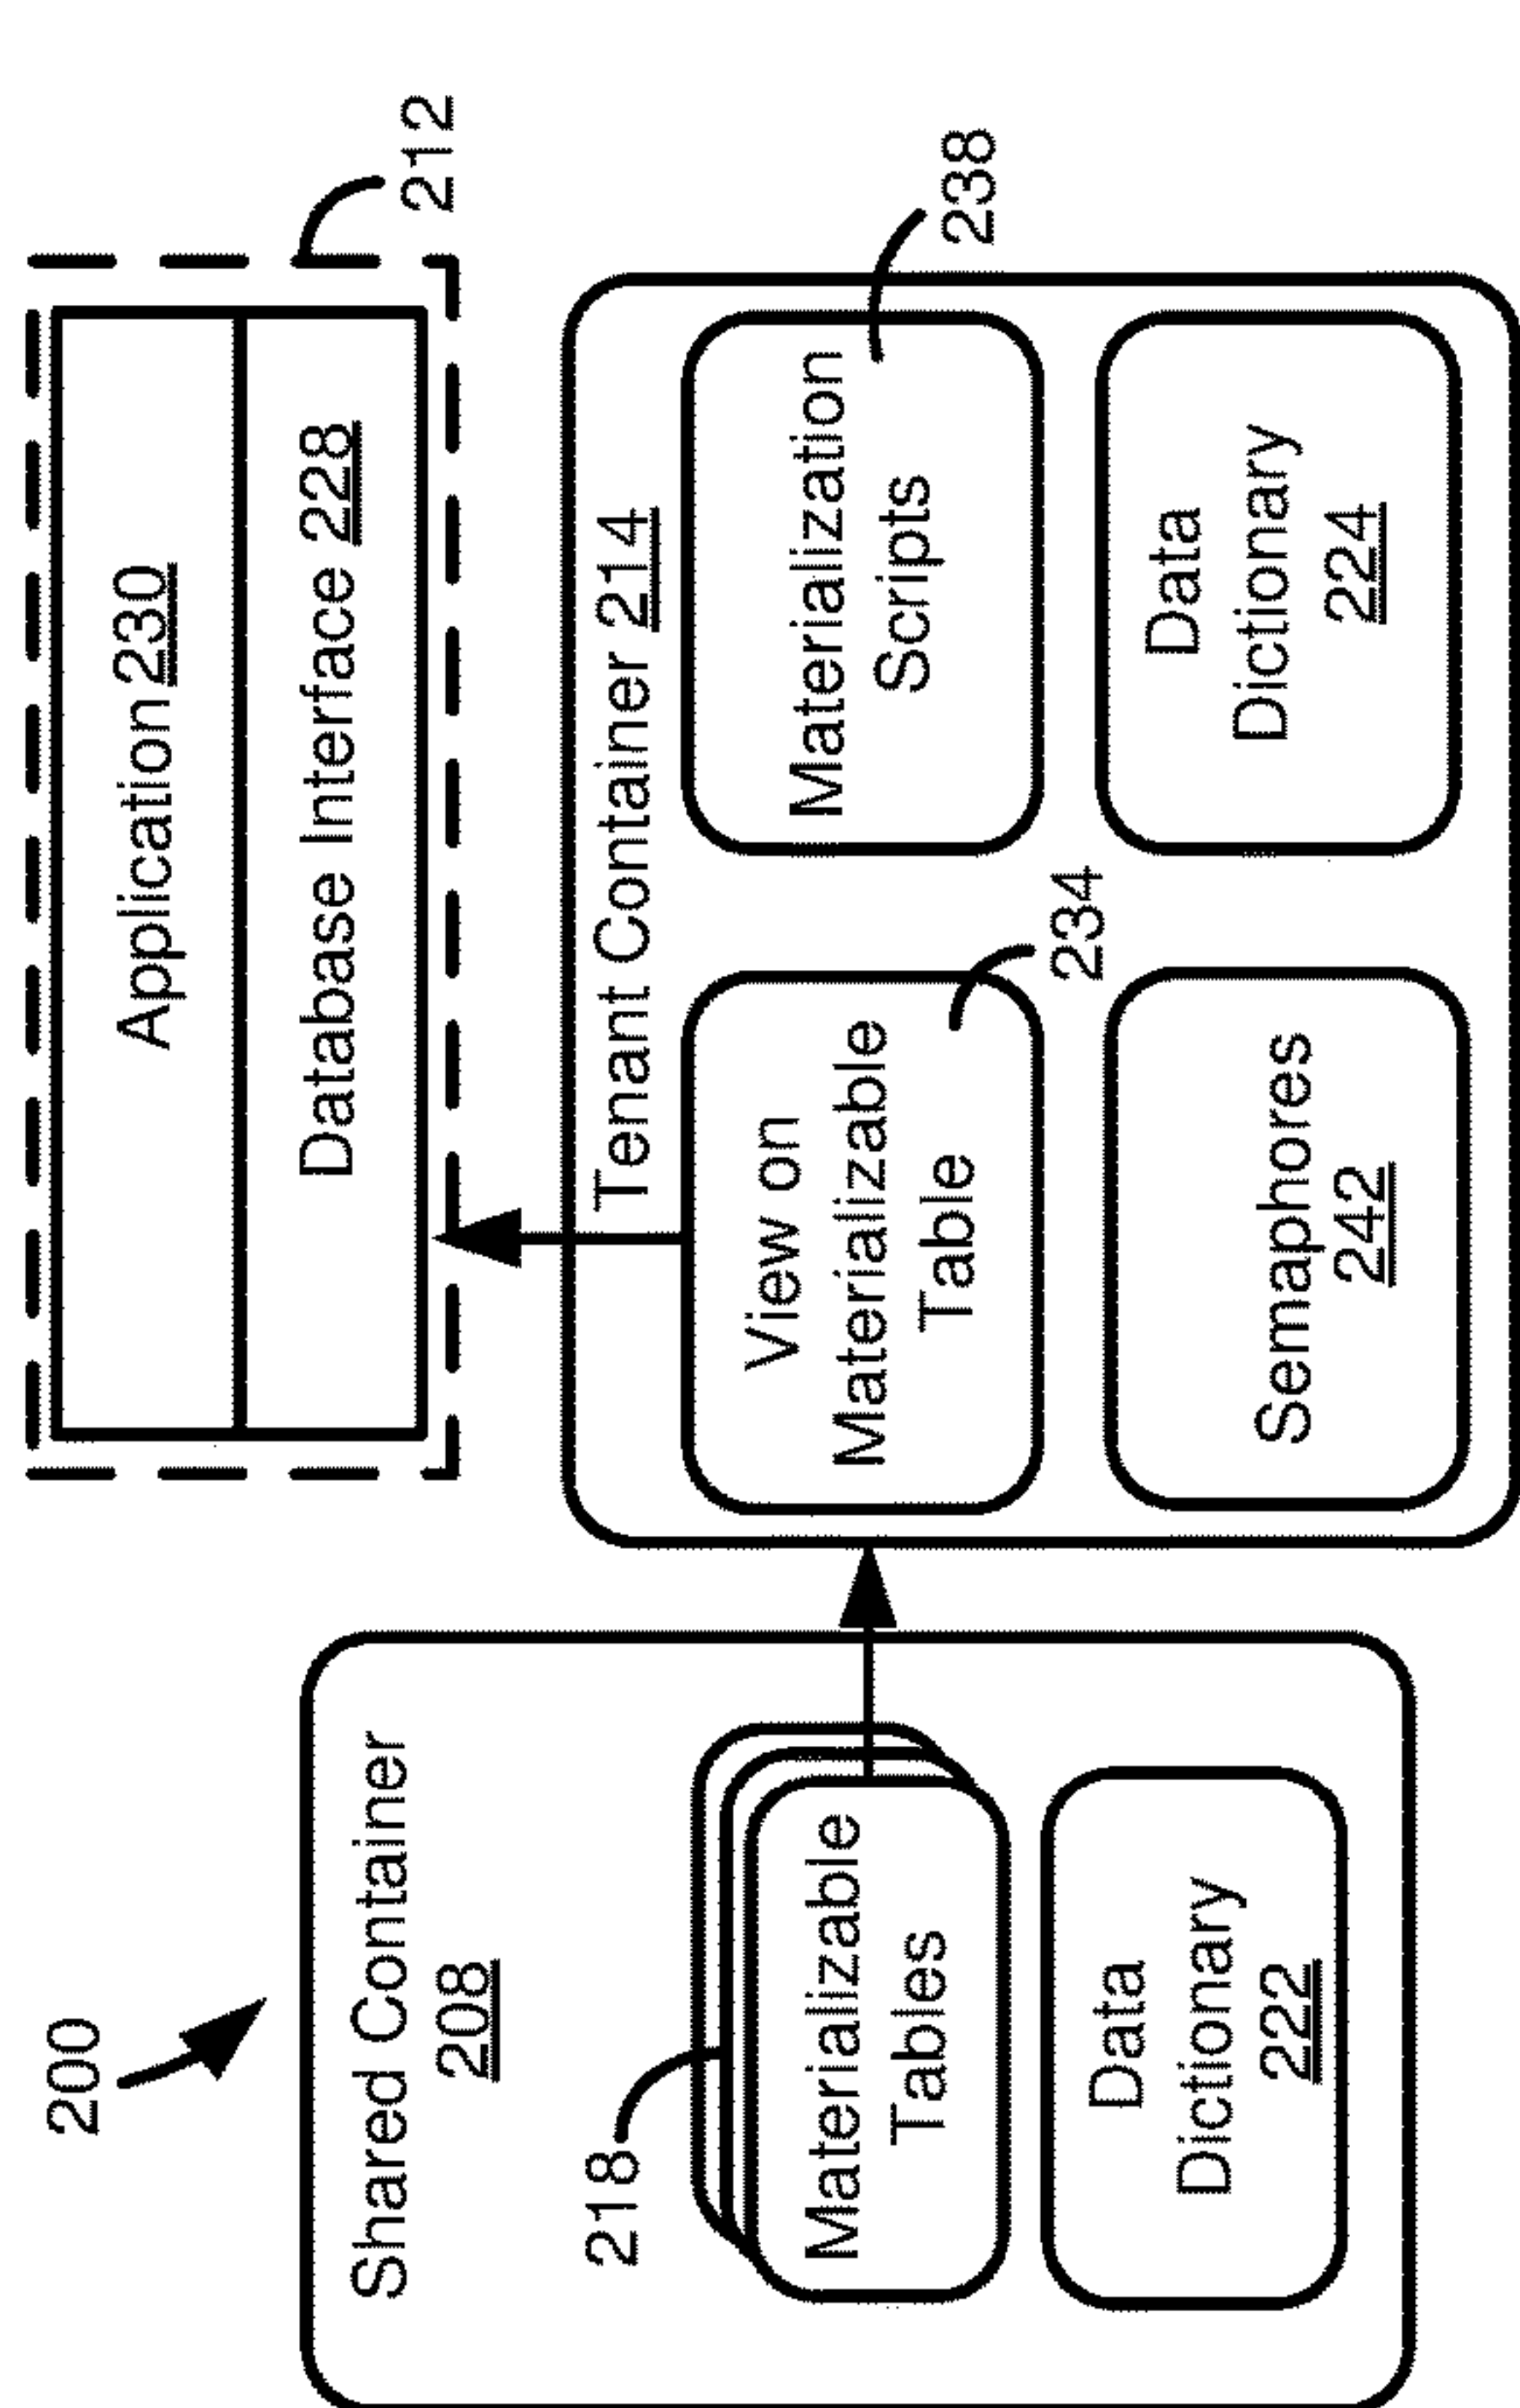 200
212
Application 230
Database Interface 228
Shared Container
208
218
Materializable
Tables
Data
Dictionary
222
Tenant Container 214
View on
Materializable
Table
234
Materialization
Scripts
238
Semaphores
242
Data
Dictionary
224